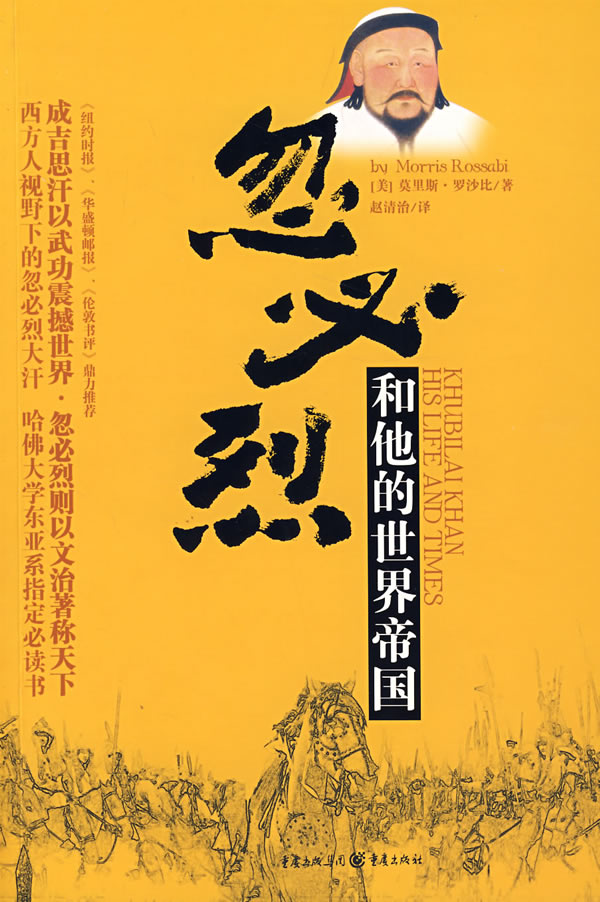 忽必烈
和他的世界帝国
KHUBILAI KHAN
HIS LIFE AND TIMES
by Morris Rossabi
[美]莫里斯·罗沙比/著
赵请治/译
《纽约时报》、《华盛顿邮报》、《伦敦书评》鼎力推荐
成吉思汗以武功震撼世界·忽必烈则以文治著称天下
西方人视野下的忽必烈大汗 哈佛大学东亚系指定必读书
重庆出版集团 重庆出版社